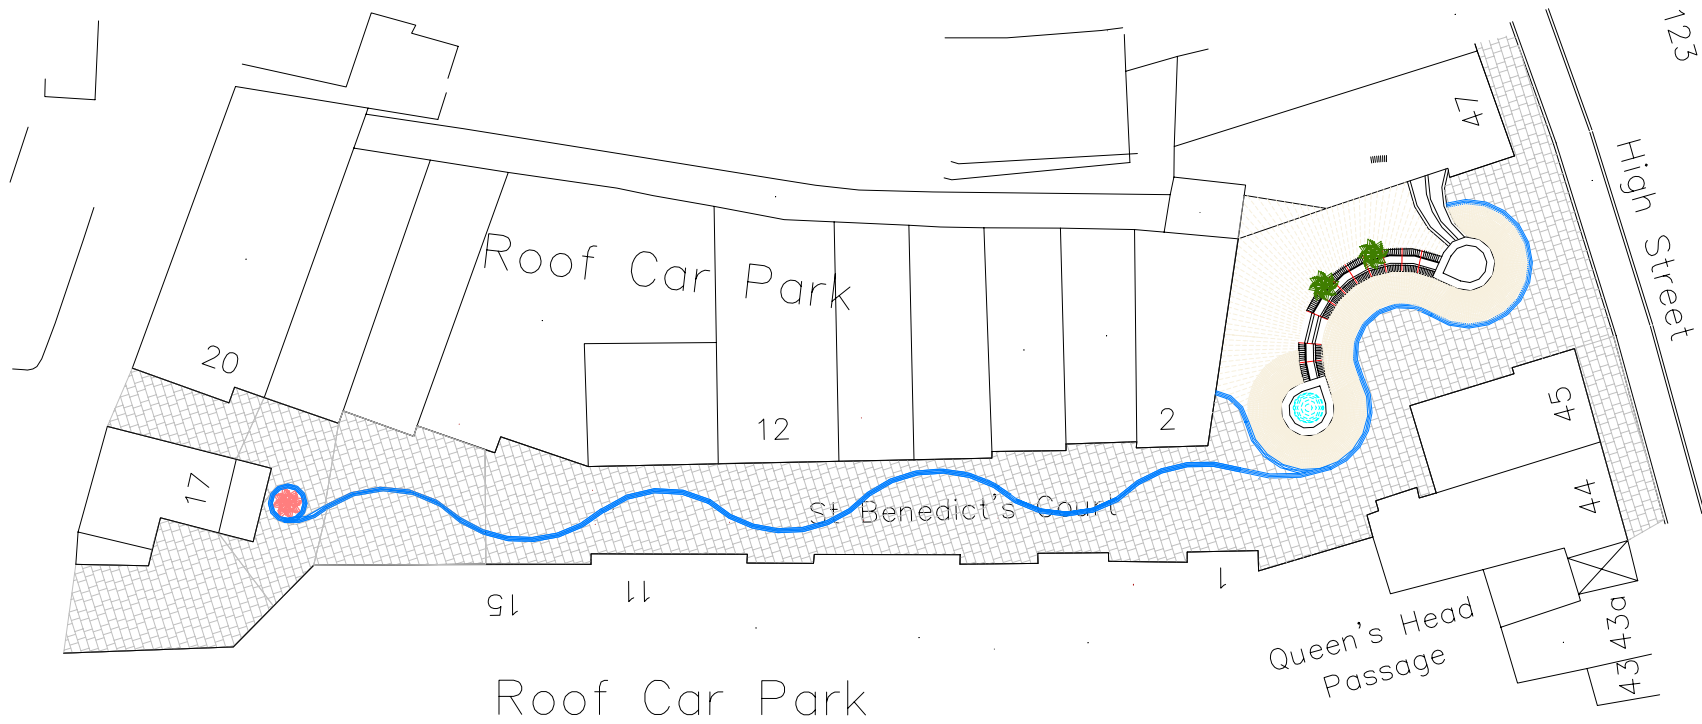 123
47
High Street
Roof Car Park
20
12
2
45
17
44
St Benedict's Court
1
11
15
Queen's Head
Passage
43a
43
Roof Car Park